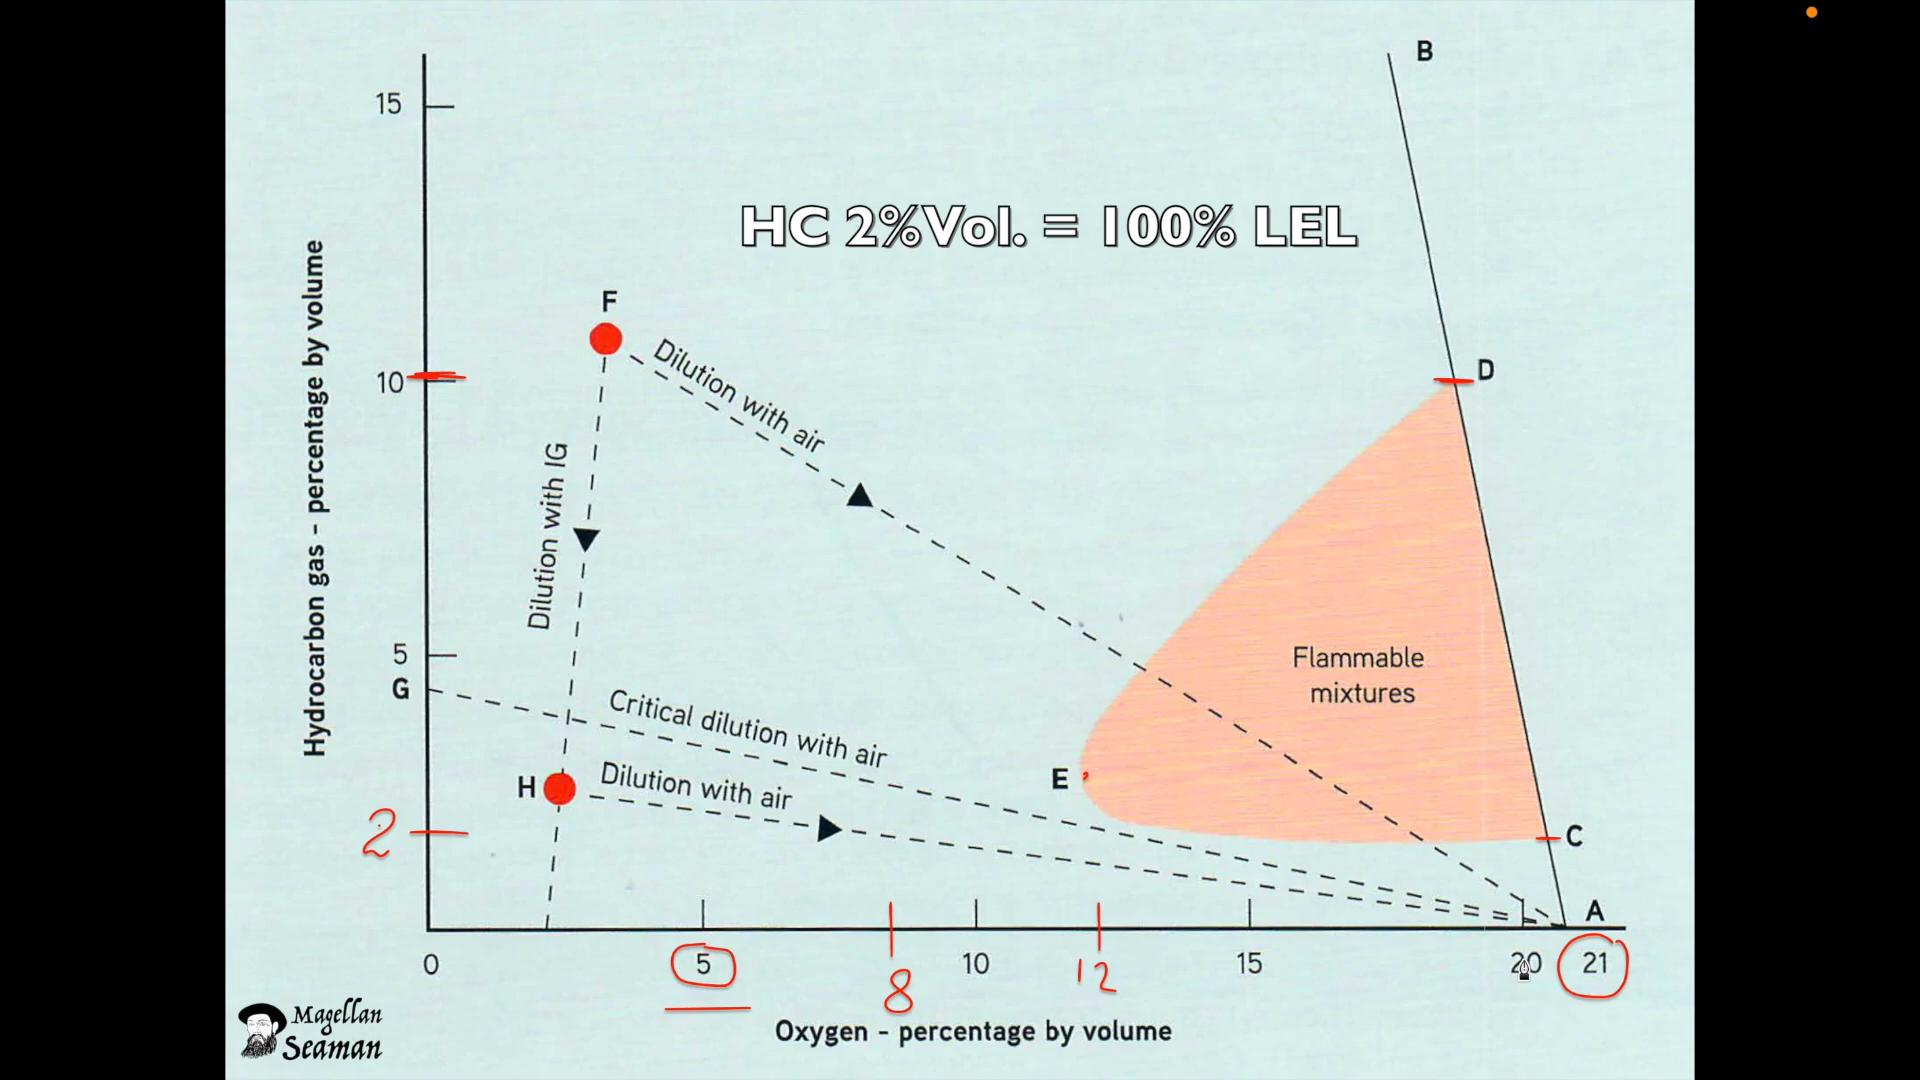 B
15
HC 2%Vol. = 100% LEL
Hydrocarbon gas - percentage by volume
F
Dilution with air
10
D
Dilution with IG
5
Flammable
mixtures
G
Critical dilution with air
E
H
Dilution with air
2
C
A
0
5
8
10
12
15
20
21
Oxygen - percentage by volume
Magellan
Seaman